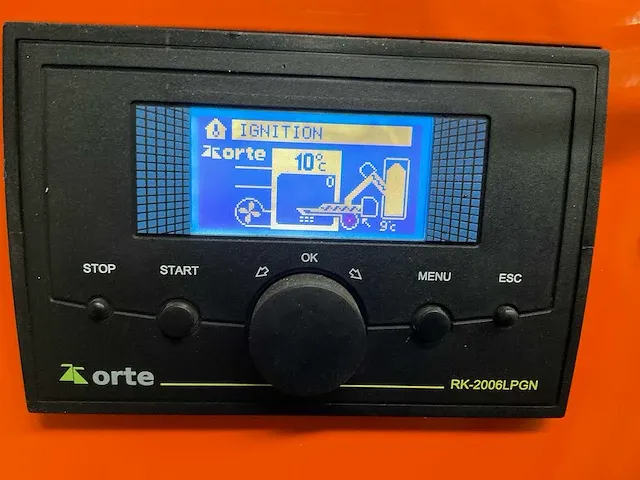 IGNITION
orte
10°C
0
9°C
OK
STOP
START
MENU
ESC
orte
RK-2006LPGN